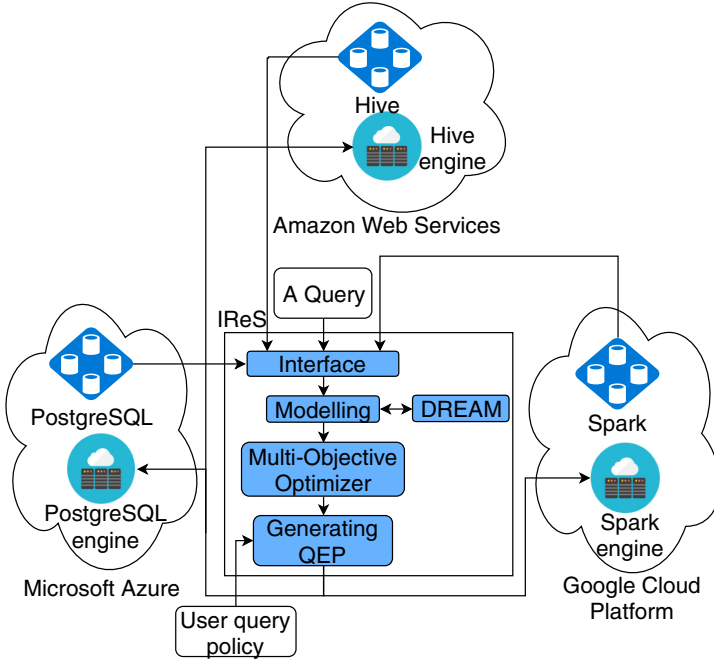 Hive
Hive
engine
Amazon Web Services
A Query
IReS
Interface
PostgreSQL
Modelling
DREAM
Spark
Multi-Objective
Optimizer
PostgreSQL
engine
Generating
QEP
Spark
engine
Microsoft Azure
Google Cloud
Platform
User query
policy